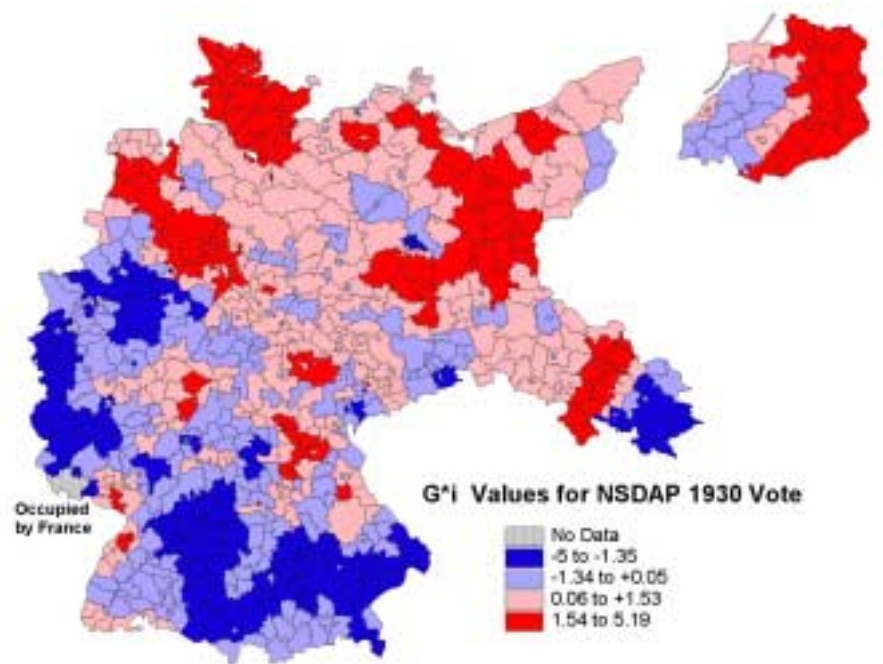 Occupied
by France
G*i Values for NSDAP 1930 Vote
No Data
-5 to -1.35
-1.34 to +0.05
0.06 to +1.53
1.54 to 5.19